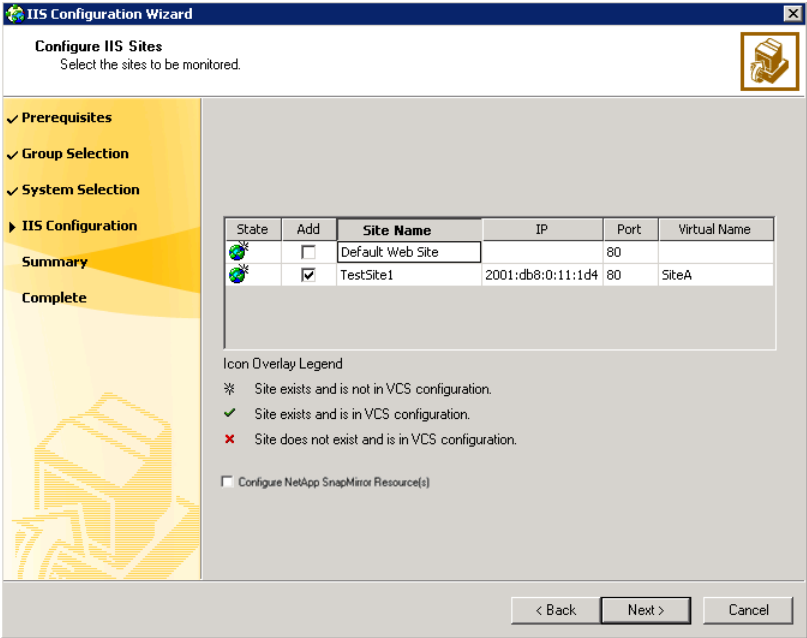 IIS Configuration Wizard
Configure IIS Sites
Select the sites to be monitored.
Prerequisites
Group Selection
System Selection
IIS Configuration
Summary
Complete
State Add Site Name IP Port Virtual Name
Default Web Site 80
TestSite1 2001:db8:0:11:1d4 80 SiteA
Icon Overlay Legend
Site exists and is not in VCS configuration.
Site exists and is in VCS configuration.
Site does not exist and is in VCS configuration.
Configure NetApp SnapMirror Resource(s)
< Back Next > Cancel